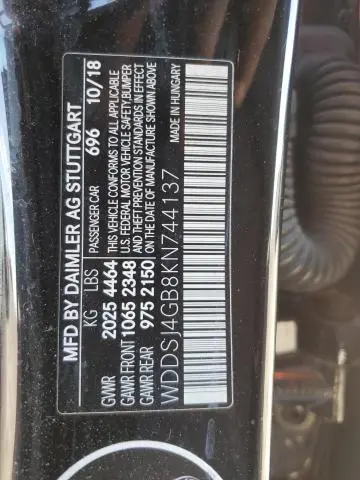 MFD BY DAIMLER AG STUTTGART
PASSENGER CAR 696 10/18
KG LBS
GVWR 2025 4464
GAWR FRONT 1065 2348
GAWR REAR 975 2150
THIS VEHICLE CONFORMS TO ALL APPLICABLE
U.S. FEDERAL MOTOR VEHICLE SAFETY,BUMPER
AND THEFT PREVENTION STANDARDS IN EFFECT
ON THE DATE OF MANUFACTURE SHOWN ABOVE
MADE IN HUNGARY
WDDSJ4GB8KN744137